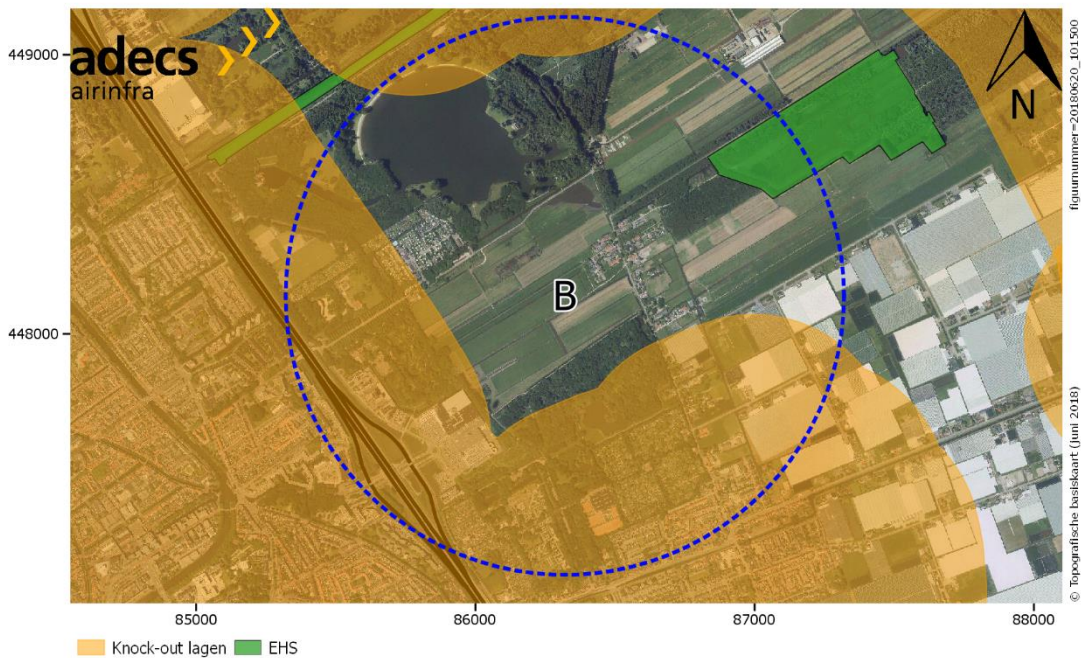 adecs
airinfra
449000
448000
B
N
figuurnummer=20180620_101500
© Topografische basiskaart (juni 2018)
85000
86000
87000
88000
Knock-out lagen
EHS